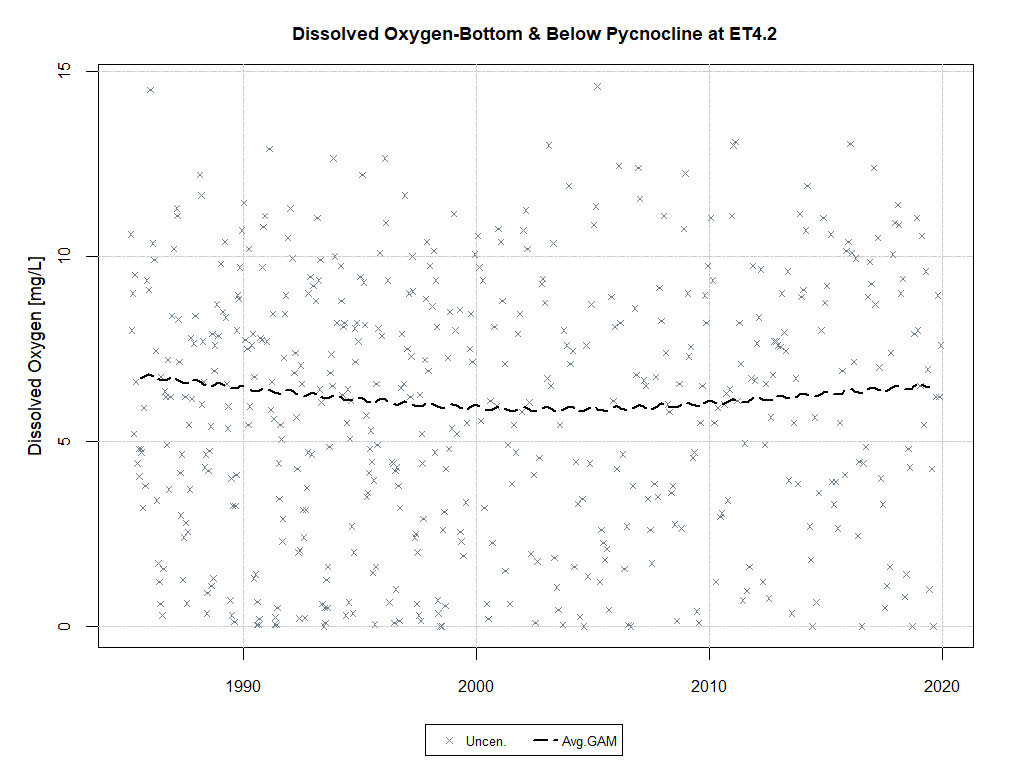 Dissolved Oxygen-Bottom & Below Pycnocline at ET4.2
Dissolved Oxygen [mg/L]
15
10
5
0
1990 2000 2010 2020
Uncen. Avg.GAM